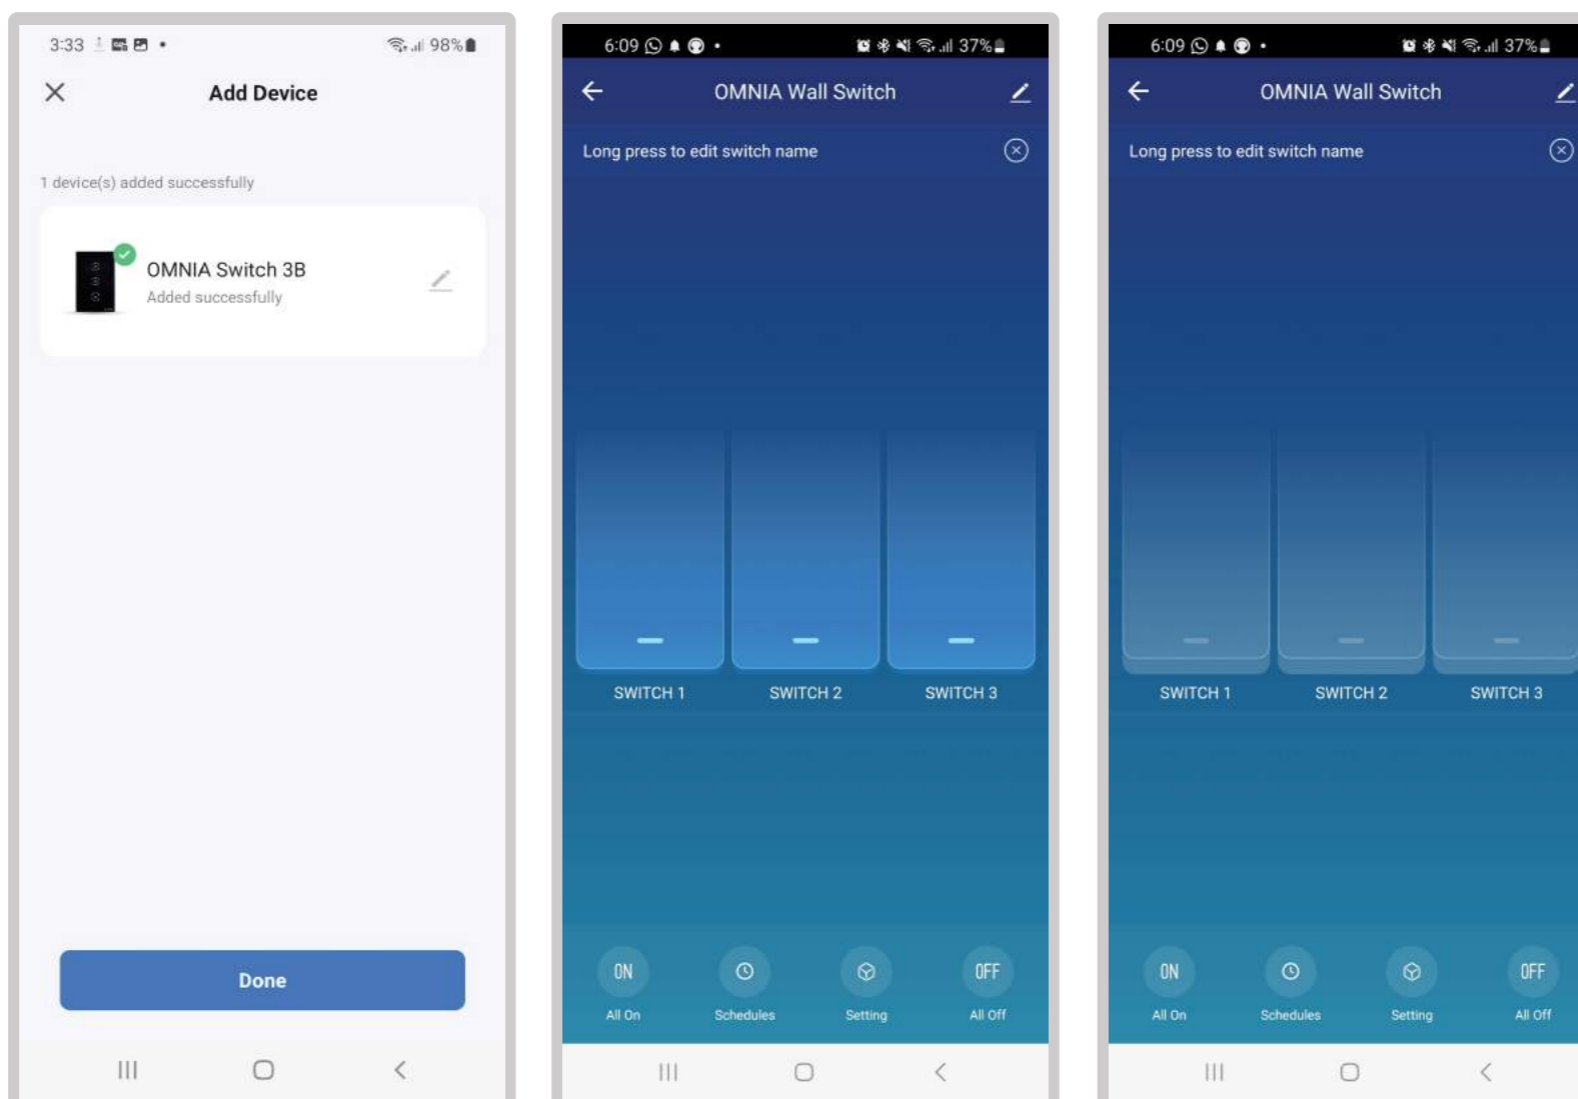 3:33
98%
Add Device
1 device(s) added successfully
OMNIA Switch 3B
Added successfully
Done
6:09
37%
OMNIA Wall Switch
Long press to edit switch name
SWITCH 1
SWITCH 2
SWITCH 3
ON
OFF
All On
Schedules
Setting
All Off
6:09
37%
OMNIA Wall Switch
Long press to edit switch name
SWITCH 1
SWITCH 2
SWITCH 3
ON
OFF
All On
Schedules
Setting
All Off